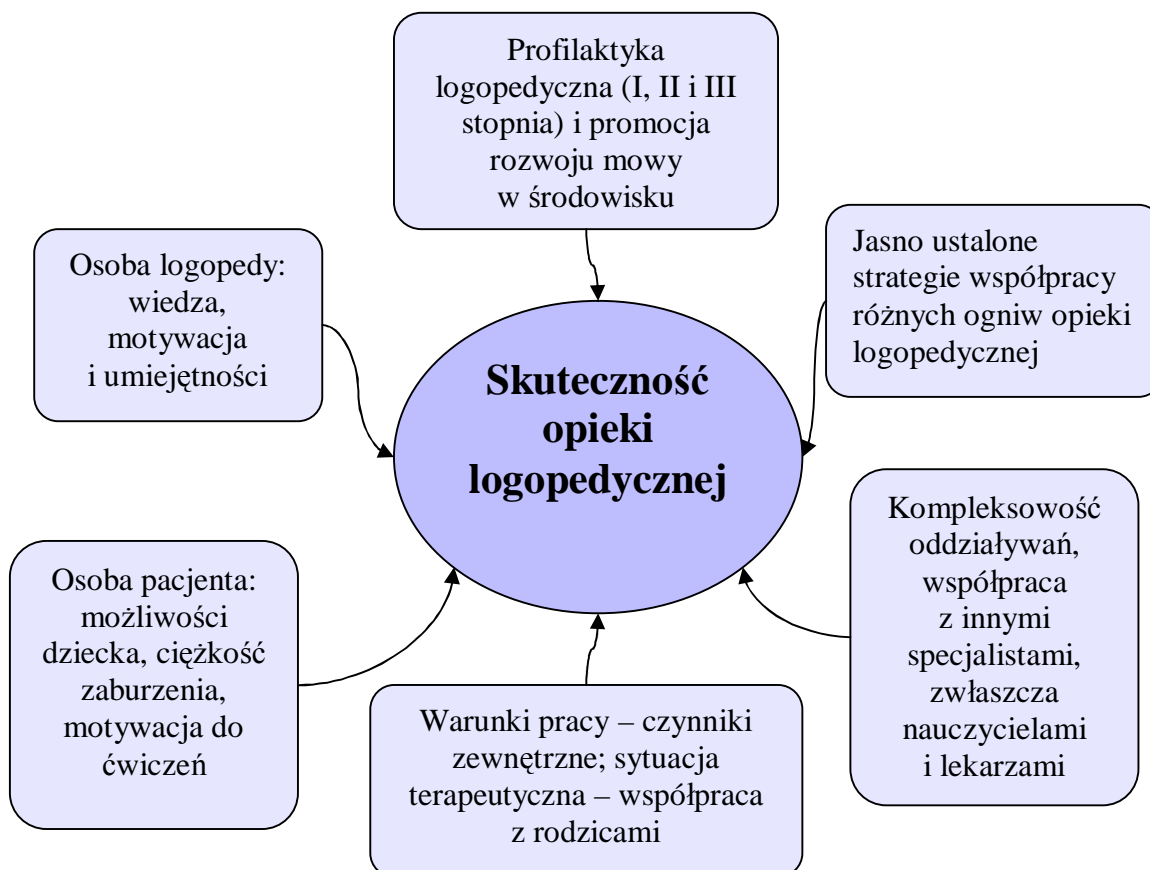 Profilaktyka
logopedyczna (I, II i III
stopnia) i promocja
rozwoju mowy
w środowisku
Osoba logopedy:
wiedza,
motywacja
i umiejętności
Jasno ustalone
strategie współpracy
różnych ogniw opieki
logopedycznej
Skuteczność
opieki
logopedycznej
Osoba pacjenta:
możliwości
dziecka, ciężkość
zaburzenia,
motywacja do
ćwiczeń
Kompleksowość
oddziaływań,
współpraca
z innymi
specjalistami,
zwłaszcza
nauczycielami
i lekarzami
Warunki pracy – czynniki
zewnętrzne; sytuacja
terapeutyczna – współpraca
z rodzicami